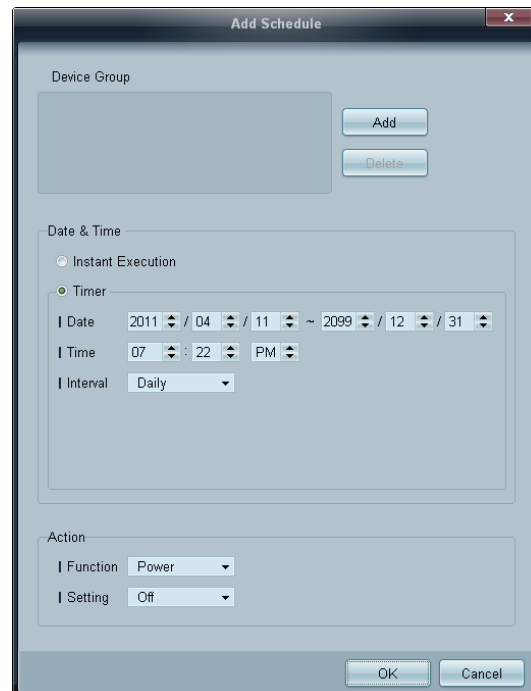 Add Schedule
x
Device Group
Add
Delete
Date & Time
Instant Execution
Timer
Date 2011 / 04 / 11 ~ 2099 / 12 / 31
Time 07 : 22 PM
Interval Daily
Action
Function Power
Setting Off
OK Cancel